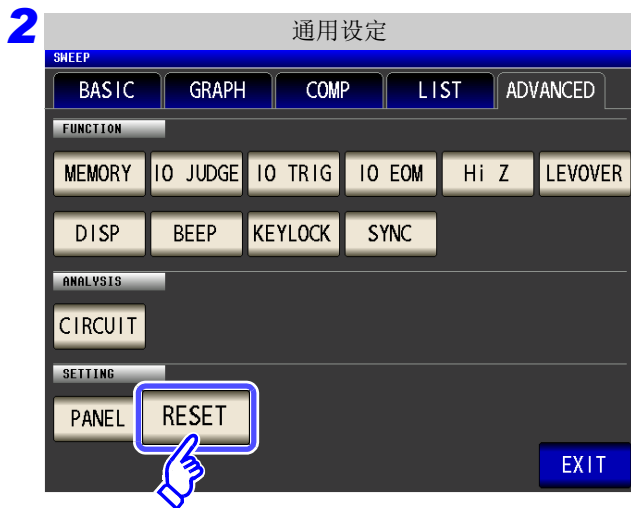 2
通用设定
SWEEP
BASIC GRAPH COMP LIST ADVANCED
FUNCTION
MEMORY IO JUDGE IO TRIG IO EOM Hi Z LEVOVER
DISP BEEP KEYLOCK SYNC
ANALYSIS
CIRCUIT
SETTING
PANEL RESET
EXIT